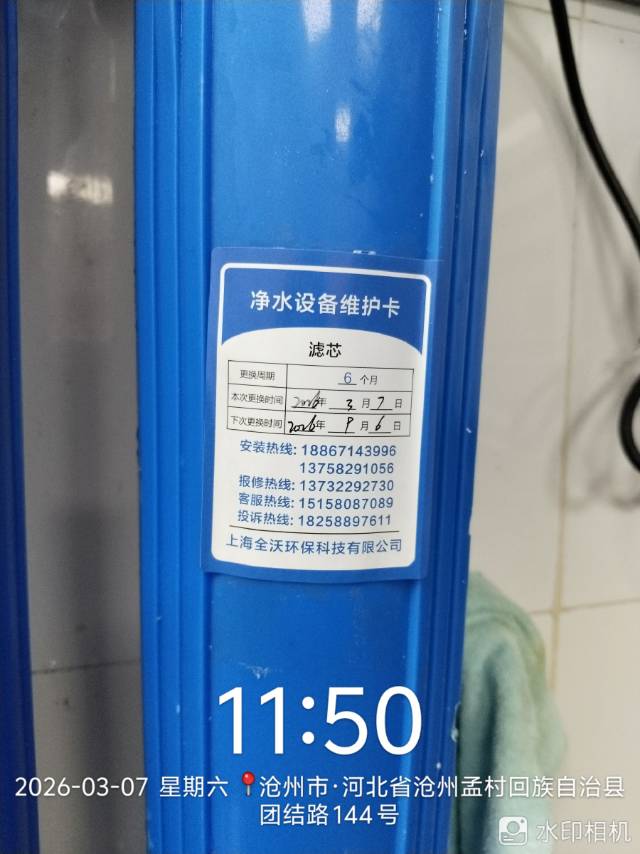 净水设备维护卡
滤芯
更换周期 6 个月
本次更换时间 2026年 3 月 7 日
下次更换时间 2026年 9 月 6 日
安装热线: 18867143996
13758291056
报修热线: 13732292730
客服热线: 15158087089
投诉热线: 18258897611
上海全沃环保科技有限公司
11:50
2026-03-07 星期六 沧州市·河北省沧州孟村回族自治县
团结路144号
水印相机